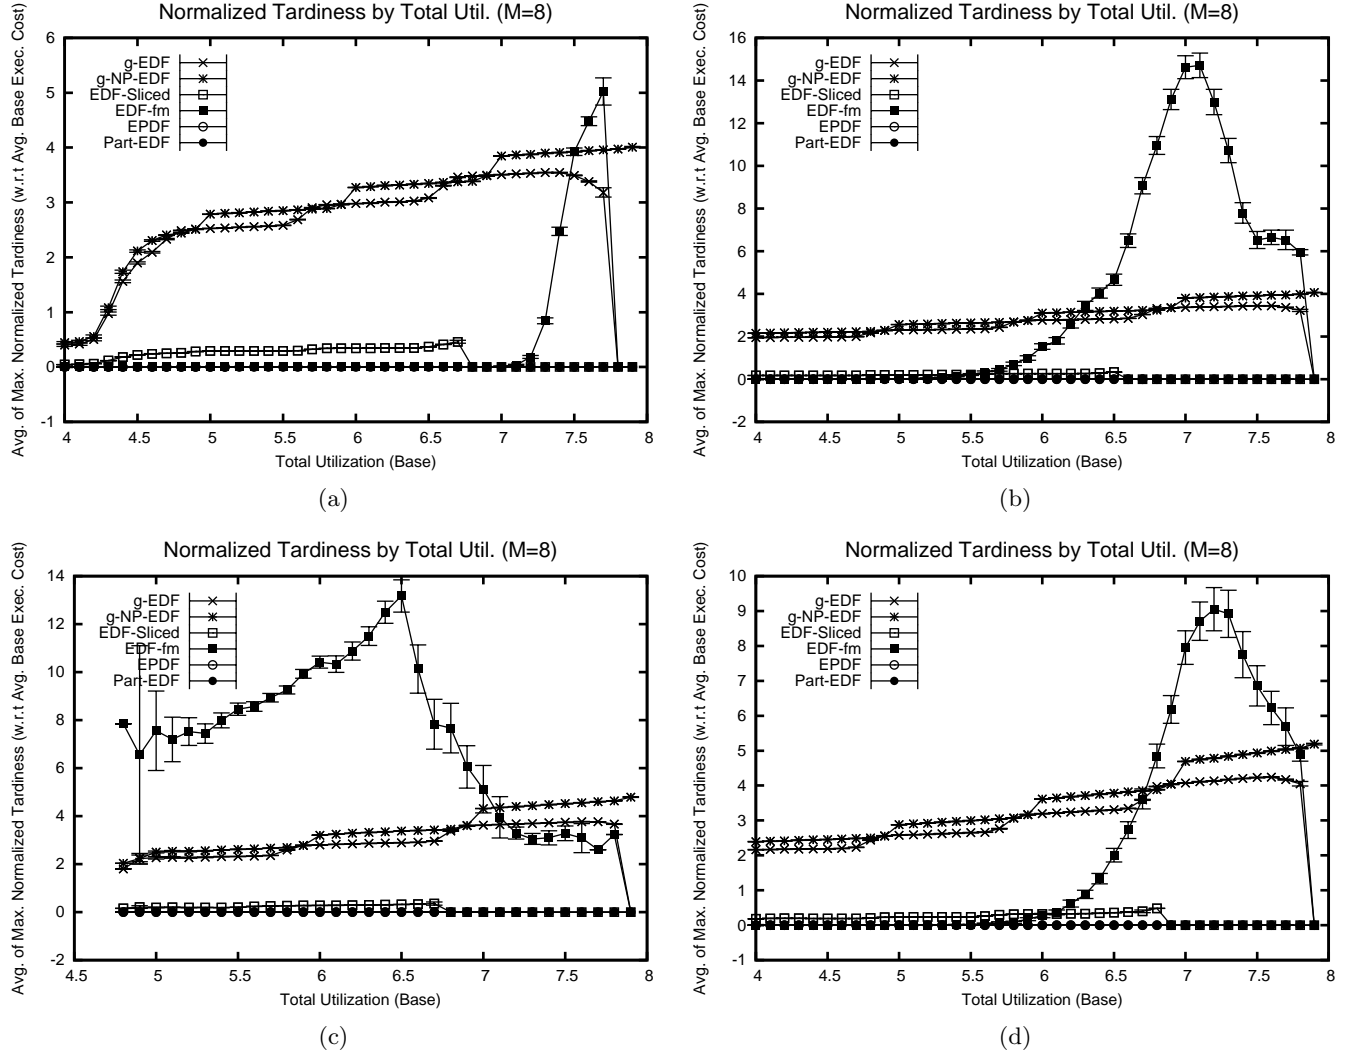 Normalized Tardiness by Total Util. (M=8)
Avg. of Max. Normalized Tardiness (w.r.t Avg. Base Exec. Cost)
6
5
4
3
2
1
0
-1
g-EDF
g-NP-EDF
EDF-Sliced
EDF-fm
EPDF
Part-EDF
4 4.5 5 5.5 6 6.5 7 7.5 8
Total Utilization (Base)
(a)
Normalized Tardiness by Total Util. (M=8)
Avg. of Max. Normalized Tardiness (w.r.t Avg. Base Exec. Cost)
16
14
12
10
8
6
4
2
0
-2
g-EDF
g-NP-EDF
EDF-Sliced
EDF-fm
EPDF
Part-EDF
4 4.5 5 5.5 6 6.5 7 7.5 8
Total Utilization (Base)
(b)
Normalized Tardiness by Total Util. (M=8)
Avg. of Max. Normalized Tardiness (w.r.t Avg. Base Exec. Cost)
14
12
10
8
6
4
2
0
-2
g-EDF
g-NP-EDF
EDF-Sliced
EDF-fm
EPDF
Part-EDF
4.5 5 5.5 6 6.5 7 7.5 8
Total Utilization (Base)
(c)
Normalized Tardiness by Total Util. (M=8)
Avg. of Max. Normalized Tardiness (w.r.t Avg. Base Exec. Cost)
10
9
8
7
6
5
4
3
2
1
0
-1
g-EDF
g-NP-EDF
EDF-Sliced
EDF-fm
EPDF
Part-EDF
4 4.5 5 5.5 6 6.5 7 7.5 8
Total Utilization (Base)
(d)